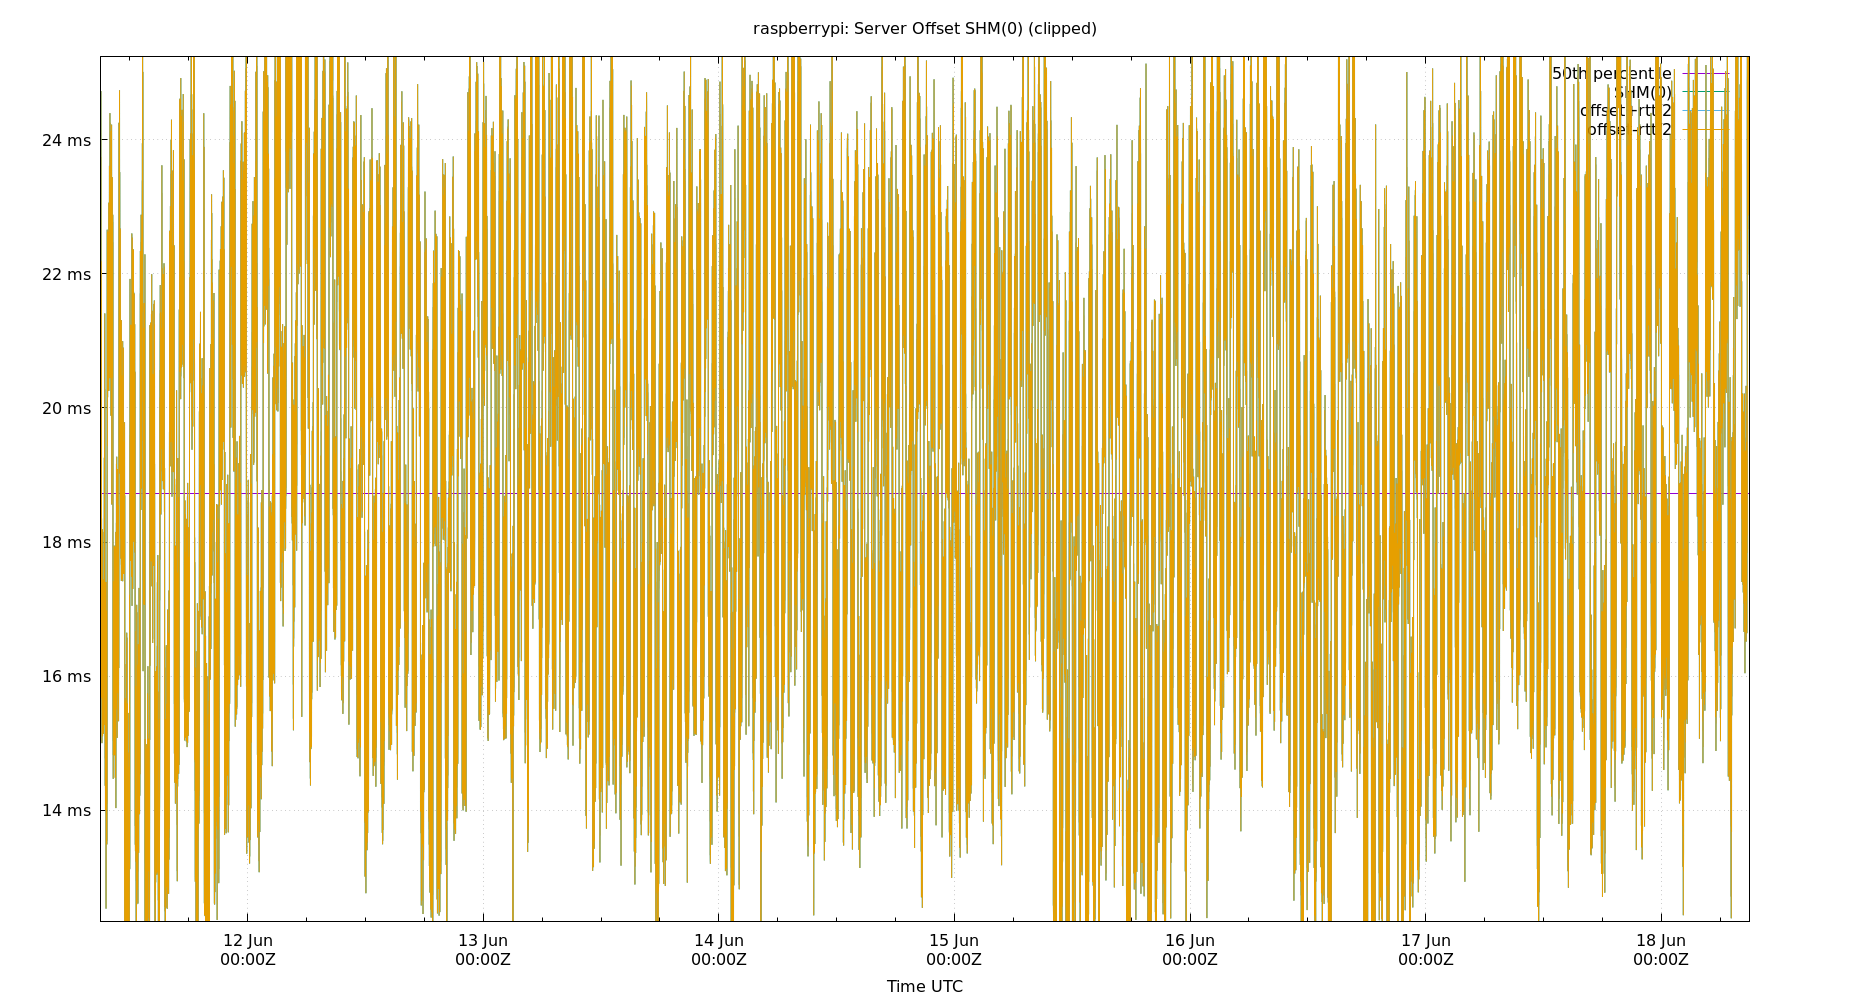 raspberrypi: Server Offset SHM(0) (clipped)
50th percentile
SHM(0)
offset+rtt/2
offset-rtt/2
24 ms
22 ms
20 ms
18 ms
16 ms
14 ms
12 Jun
00:00Z
13 Jun
00:00Z
14 Jun
00:00Z
15 Jun
00:00Z
16 Jun
00:00Z
17 Jun
00:00Z
18 Jun
00:00Z
Time UTC